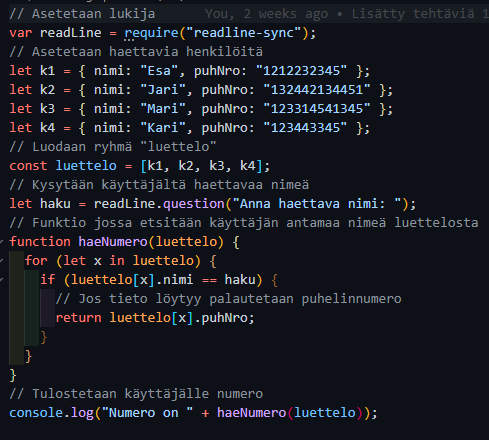 // Asetetaan lukija You, 2 weeks ago • Lisätty tehtäviä 1
var readLine = require("readline-sync");
// Asetetaan haettavia henkilöitä
let k1 = { nimi: "Esa", puhNro: "1212232345" };
let k2 = { nimi: "Jari", puhNro: "132442134451" };
let k3 = { nimi: "Mari", puhNro: "123314541345" };
let k4 = { nimi: "Kari", puhNro: "123443345" };
// Luodaan ryhmä "luettelo"
const luettelo = [k1, k2, k3, k4];
// Kysytään käyttäjältä haettavaa nimeä
let haku = readLine.question("Anna haettava nimi: ");
// Funktio jossa etsitään käyttäjän antamaa nimeä luettelosta
function haeNumero(luettelo) {
  for (let x in luettelo) {
    if (luettelo[x].nimi == haku) {
      // Jos tieto löytyy palautetaan puhelinnumero
      return luettelo[x].puhNro;
    }
  }
}
// Tulostetaan käyttäjälle numero
console.log("Numero on " + haeNumero(luettelo));